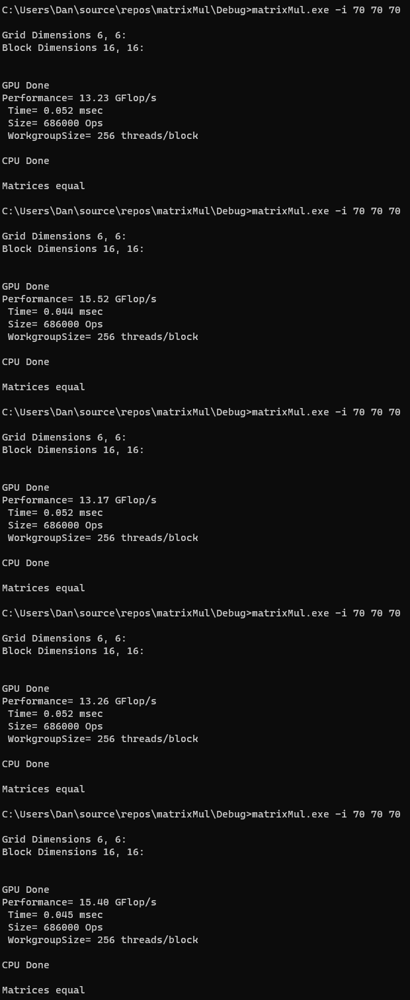 C:\Users\Dan\source\repos\matrixMul\Debug>matrixMul.exe -i 70 70 70
Grid Dimensions 6, 6:
Block Dimensions 16, 16:
GPU Done
Performance= 13.23 GFlop/s
Time= 0.052 msec
Size= 686000 Ops
WorkgroupSize= 256 threads/block
CPU Done
Matrices equal
C:\Users\Dan\source\repos\matrixMul\Debug>matrixMul.exe -i 70 70 70
Grid Dimensions 6, 6:
Block Dimensions 16, 16:
GPU Done
Performance= 15.52 GFlop/s
Time= 0.044 msec
Size= 686000 Ops
WorkgroupSize= 256 threads/block
CPU Done
Matrices equal
C:\Users\Dan\source\repos\matrixMul\Debug>matrixMul.exe -i 70 70 70
Grid Dimensions 6, 6:
Block Dimensions 16, 16:
GPU Done
Performance= 13.17 GFlop/s
Time= 0.052 msec
Size= 686000 Ops
WorkgroupSize= 256 threads/block
CPU Done
Matrices equal
C:\Users\Dan\source\repos\matrixMul\Debug>matrixMul.exe -i 70 70 70
Grid Dimensions 6, 6:
Block Dimensions 16, 16:
GPU Done
Performance= 13.26 GFlop/s
Time= 0.052 msec
Size= 686000 Ops
WorkgroupSize= 256 threads/block
CPU Done
Matrices equal
C:\Users\Dan\source\repos\matrixMul\Debug>matrixMul.exe -i 70 70 70
Grid Dimensions 6, 6:
Block Dimensions 16, 16:
GPU Done
Performance= 15.40 GFlop/s
Time= 0.045 msec
Size= 686000 Ops
WorkgroupSize= 256 threads/block
CPU Done
Matrices equal